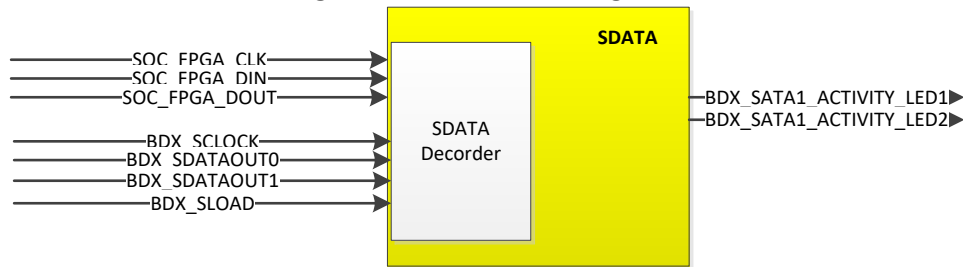 SDATA
SOC_FPGA_CLK
SOC_FPGA_DIN
SOC_FPGA_DOUT
BDX_SATA1_ACTIVITY_LED1
BDX_SATA1_ACTIVITY_LED2
SDATA
Decorder
BDX_SCLOCK
BDX_SDATAOUT0
BDX_SDATAOUT1
BDX_SLOAD